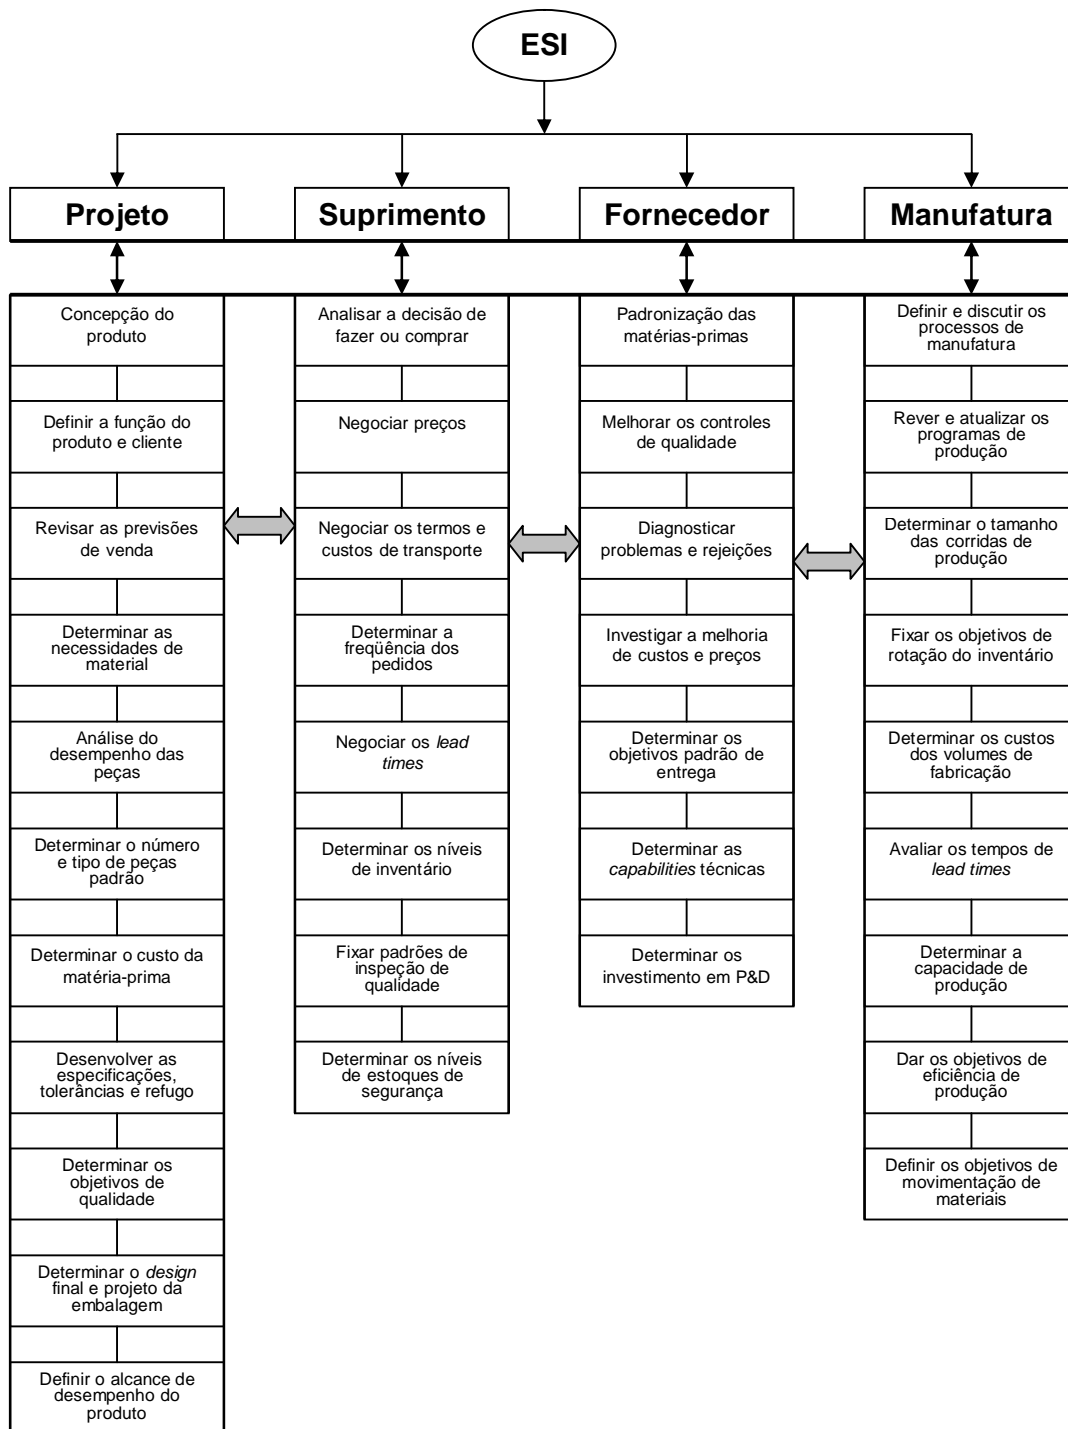 ESI
Projeto
Suprimento
Fornecedor
Manufatura
Concepção do
produto
Definir a função do
produto e cliente
Revisar as previsões
de venda
Determinar as
necessidades de
material
Análise do
desempenho das
peças
Determinar o número
e tipo de peças
padrão
Determinar o custo da
matéria-prima
Desenvolver as
especificações,
tolerâncias e refugo
Determinar os
objetivos de
qualidade
Determinar o design
final e projeto da
embalagem
Definir o alcance de
desempenho do
produto
Analisar a decisão de
fazer ou comprar
Negociar preços
Negociar os termos e
custos de transporte
Determinar a
freqüência dos
pedidos
Negociar os lead
times
Determinar os níveis
de inventário
Fixar padrões de
inspeção de
qualidade
Determinar os níveis
de estoques de
segurança
Padronização das
matérias-primas
Melhorar os controles
de qualidade
Diagnosticar
problemas e rejeições
Investigar a melhoria
de custos e preços
Determinar os
objetivos padrão de
entrega
Determinar as
capabilities técnicas
Determinar os
investimento em P&D
Definir e discutir os
processos de
manufatura
Rever e atualizar os
programas de
produção
Determinar o tamanho
das corridas de
produção
Fixar os objetivos de
rotação do inventário
Determinar os custos
dos volumes de
fabricação
Avaliar os tempos de
lead times
Determinar a
capacidade de
produção
Dar os objetivos de
eficiência de
produção
Definir os objetivos de
movimentação de
materiais